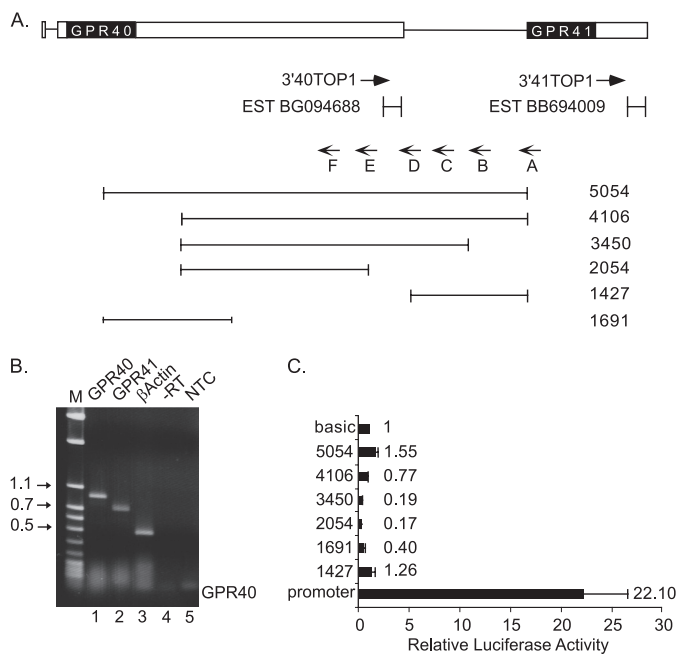 A.
GPR40 GPR41
3'40TOP1 3'41TOP1
EST BG094688 EST BB694009
F E D C B A
5054
4106
3450
2054
1427
1691
B.
M GPR40 GPR41 βActin -RT NTC
1.1
0.7
0.5
GPR40
1 2 3 4 5
C.
basic 1
5054 1.55
4106 0.77
3450 0.19
2054 0.17
1691 0.40
1427 1.26
promoter 22.10
0 5 10 15 20 25 30
Relative Luciferase Activity